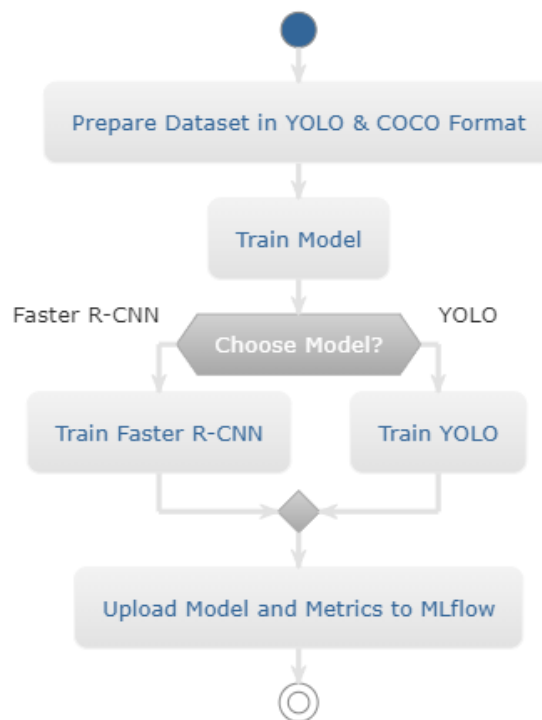 Prepare Dataset in YOLO & COCO Format
Train Model
Faster R-CNN
YOLO
Choose Model?
Train Faster R-CNN
Train YOLO
Upload Model and Metrics to MLflow